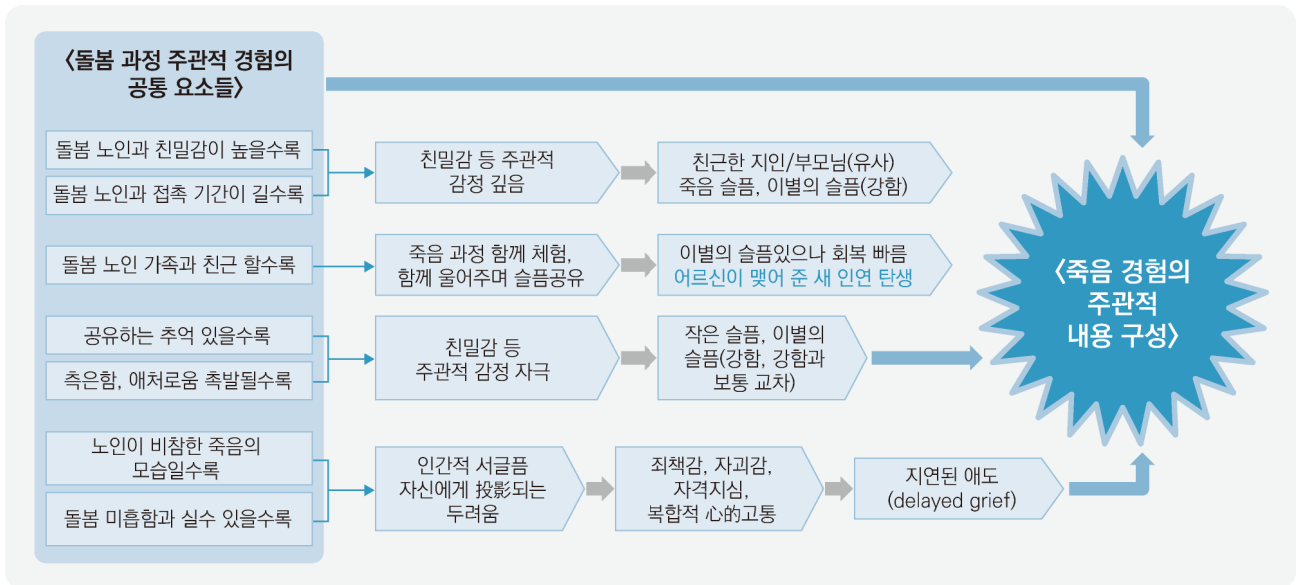 〈돌봄 과정 주관적 경험의
공통 요소들〉
돌봄 노인과 친밀감이 높을수록
돌봄 노인과 접촉 기간이 길수록
친밀감 등 주관적
감정 깊음
친근한 지인/부모님(유사)
죽음 슬픔, 이별의 슬픔(강함)
돌봄 노인 가족과 친근 할수록
죽음 과정 함께 체험,
함께 울어주며 슬픔공유
이별의 슬픔있으나 회복 빠름
어르신이 맺어 준 새 인연 탄생
공유하는 추억 있을수록
측은함, 애처로움 촉발될수록
친밀감 등
주관적 감정 자극
작은 슬픔, 이별의
슬픔(강함, 강함과
보통 교차)
노인이 비참한 죽음의
모습일수록
돌봄 미흡함과 실수 있을수록
인간적 서글픔
자신에게 投影되는
두려움
죄책감, 자괴감,
자격지심,
복합적 心的고통
지연된 애도
(delayed grief)
〈죽음 경험의
주관적
내용 구성〉